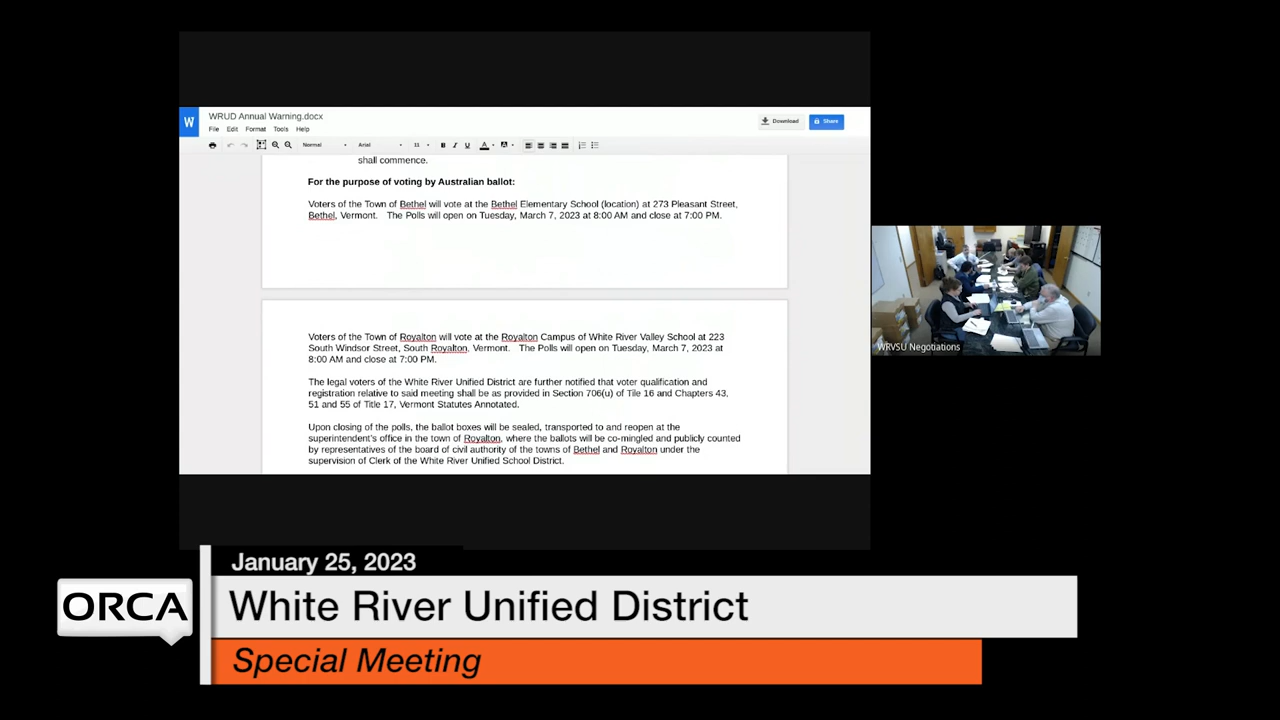 WRUD Annual Warning.docx
File Edit Format Tools Help
Download
Share
Normal
Arial
11
B I U A A
shall commence.
For the purpose of voting by Australian ballot:
Voters of the Town of Bethel will vote at the Bethel Elementary School (location) at 273 Pleasant Street,
Bethel, Vermont. The Polls will open on Tuesday, March 7, 2023 at 8:00 AM and close at 7:00 PM.
Voters of the Town of Royalton will vote at the Royalton Campus of White River Valley School at 223
South Windsor Street, South Royalton, Vermont. The Polls will open on Tuesday, March 7, 2023 at
8:00 AM and close at 7:00 PM.
The legal voters of the White River Unified District are further notified that voter qualification and
registration relative to said meeting shall be as provided in Section 706(u) of Tile 16 and Chapters 43,
51 and 55 of Title 17, Vermont Statutes Annotated.
Upon closing of the polls, the ballot boxes will be sealed, transported to and reopen at the
superintendent's office in the town of Royalton, where the ballots will be co-mingled and publicly counted
by representatives of the board of civil authority of the towns of Bethel and Royalton under the
supervision of Clerk of the White River Unified School District.
WRVSU Negotiations
January 25, 2023
ORCA
White River Unified District
Special Meeting